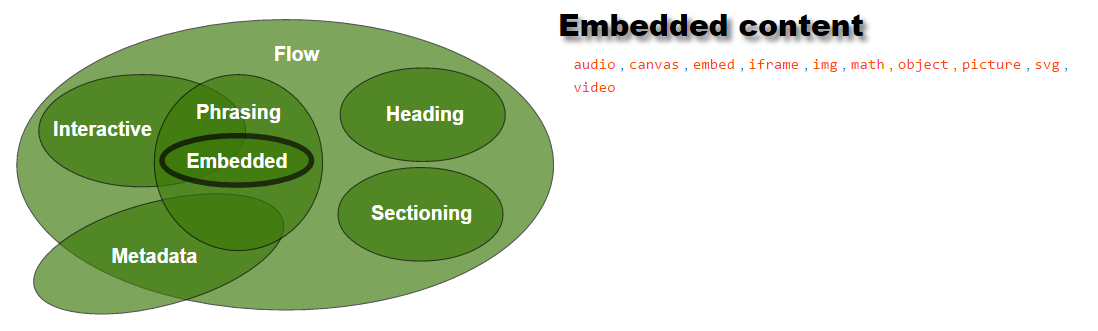 Flow
Phrasing
Interactive
Embedded
Heading
Sectioning
Metadata
Embedded content
audio , canvas , embed , iframe , img , math , object , picture , svg ,
video